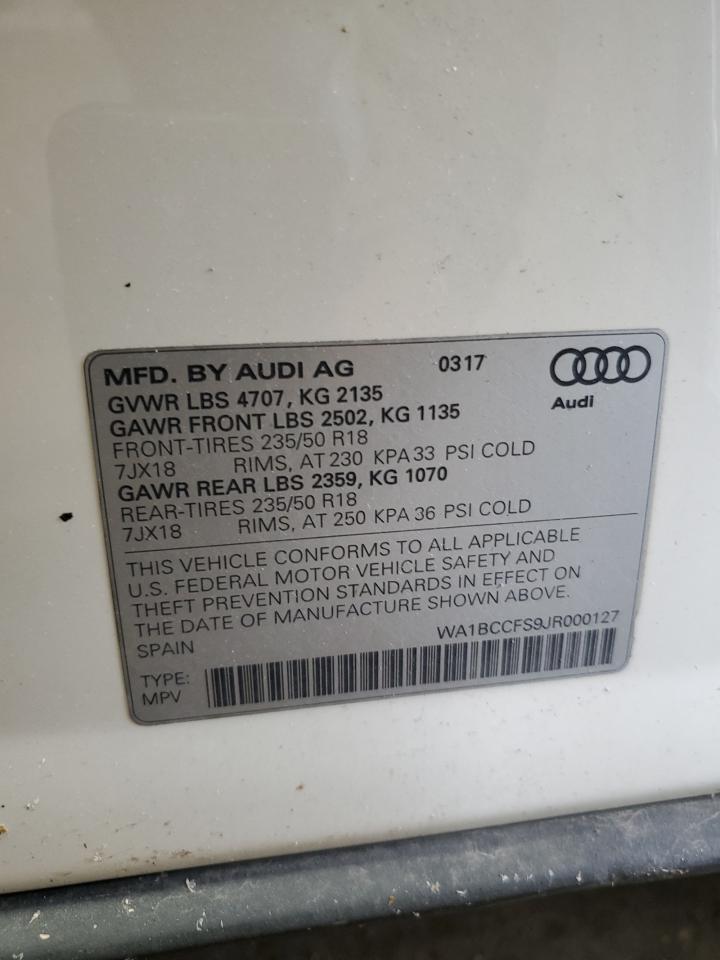 MFD. BY AUDI AG 0317
Audi
GVWR LBS 4707, KG 2135
GAWR FRONT LBS 2502, KG 1135
FRONT-TIRES 235/50 R18
7JX18 RIMS, AT 230 KPA 33 PSI COLD
GAWR REAR LBS 2359, KG 1070
REAR-TIRES 235/50 R18
7JX18 RIMS, AT 250 KPA 36 PSI COLD
THIS VEHICLE CONFORMS TO ALL APPLICABLE
U.S. FEDERAL MOTOR VEHICLE SAFETY AND
THEFT PREVENTION STANDARDS IN EFFECT ON
THE DATE OF MANUFACTURE SHOWN ABOVE.
SPAIN WA1BCCFS9JR000127
TYPE:
MPV